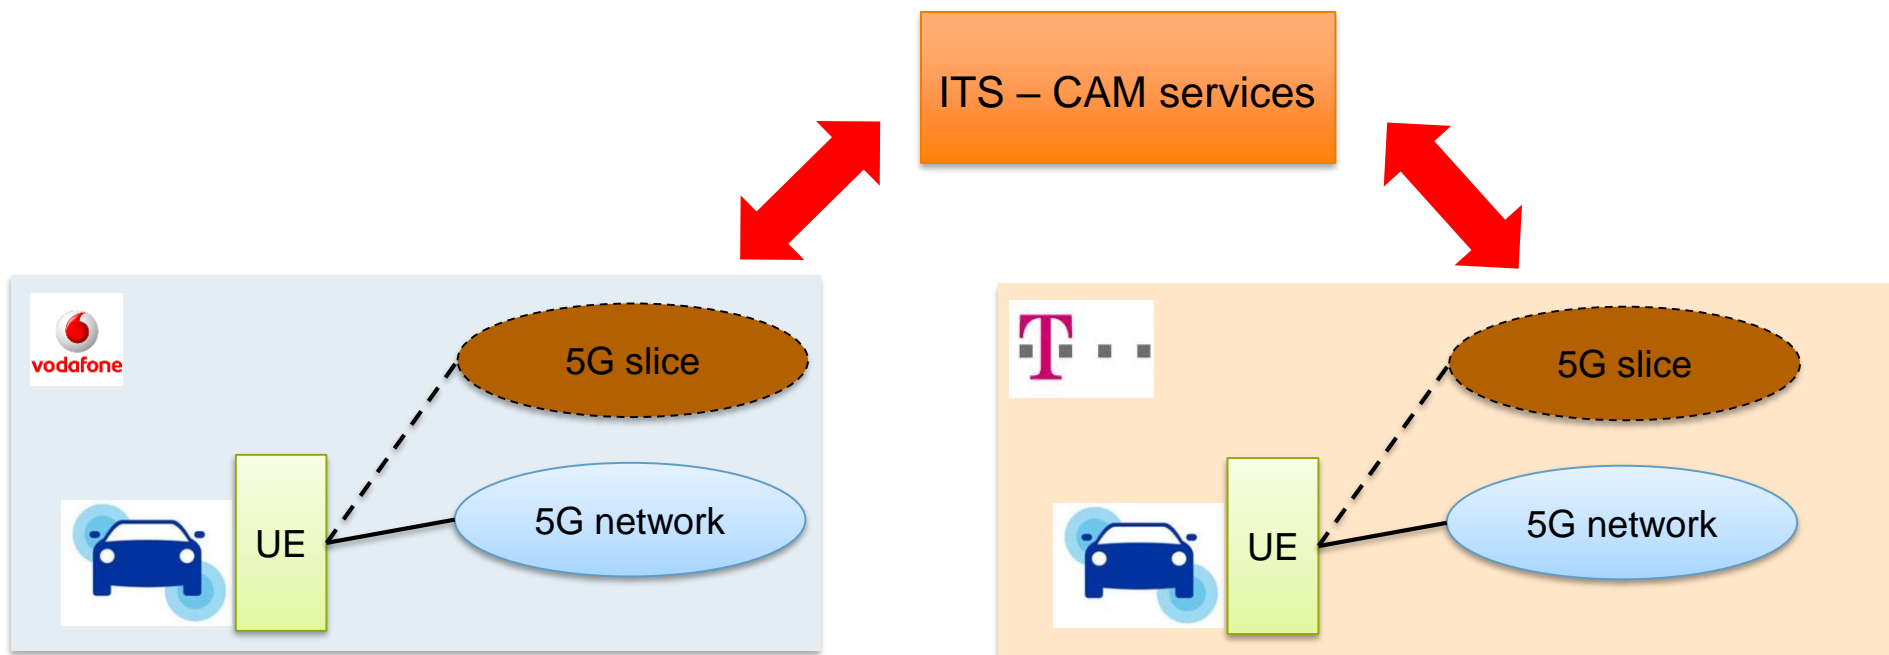 ITS – CAM services
vodafone
5G slice
5G network
UE
T
5G slice
5G network
UE